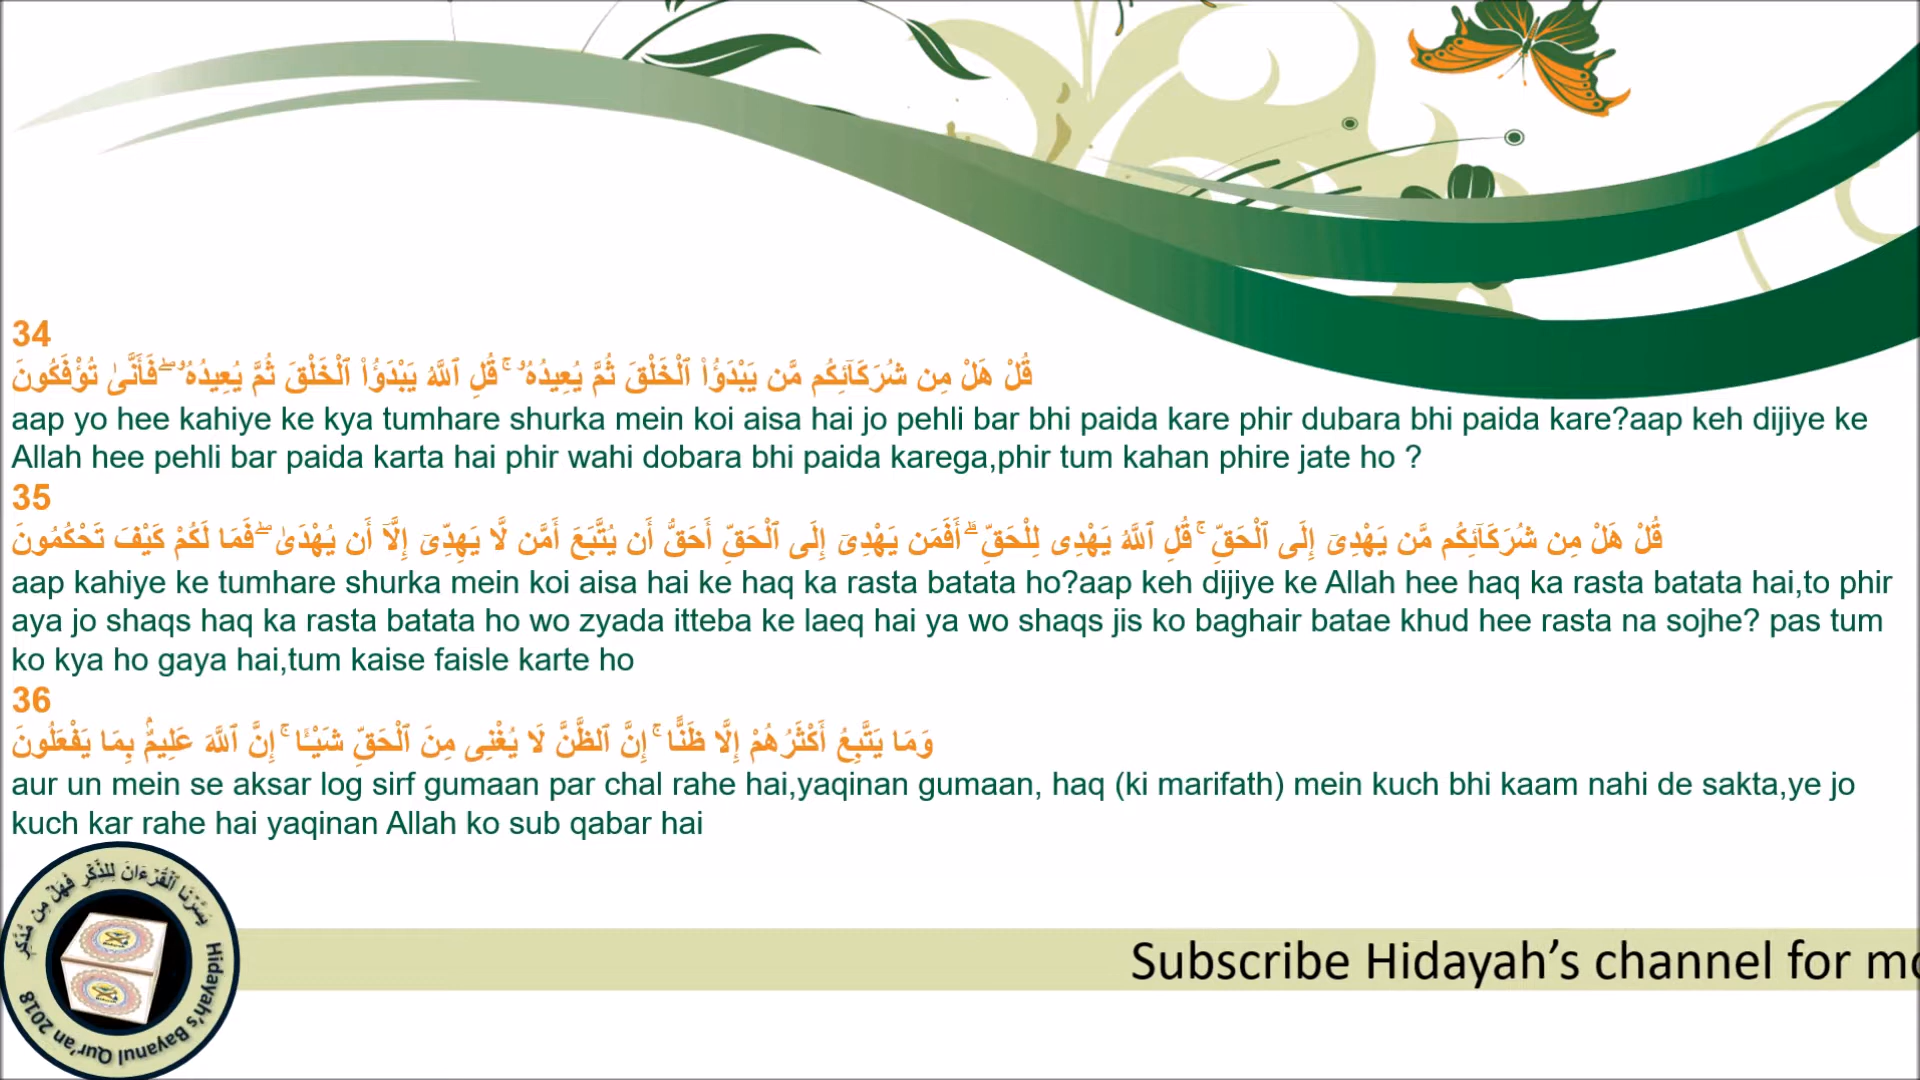 34
قُلْ هَلْ مِن شُرَكَآئِكُم مَّن يَبْدَؤُا۟ ٱلْخَلْقَ ثُمَّ يُعِيدُهُۥ ۚ قُلِ ٱللَّهُ يَبْدَؤُا۟ ٱلْخَلْقَ ثُمَّ يُعِيدُهُۥ ۖ فَأَنَّىٰ تُؤْفَكُونَ
aap yo hee kahiye ke kya tumhare shurka mein koi aisa hai jo pehli bar bhi paida kare phir dubara bhi paida kare?aap keh dijiye ke
Allah hee pehli bar paida karta hai phir wahi dobara bhi paida karega,phir tum kahan phire jate ho ?
35
قُلْ هَلْ مِن شُرَكَآئِكُم مَّن يَهْدِىٓ إِلَى ٱلْحَقِّ ۚ قُلِ ٱللَّهُ يَهْدِى لِلْحَقِّ ۗ أَفَمَن يَهْدِىٓ إِلَى ٱلْحَقِّ أَحَقُّ أَن يُتَّبَعَ أَمَّن لَّا يَهِدِّىٓ إِلَّآ أَن يُهْدَىٰ ۖ فَمَا لَكُمْ كَيْفَ تَحْكُمُونَ
aap kahiye ke tumhare shurka mein koi aisa hai ke haq ka rasta batata ho?aap keh dijiye ke Allah hee haq ka rasta batata hai,to phir
aya jo shaqs haq ka rasta batata ho wo zyada itteba ke laeq hai ya wo shaqs jis ko baghair batae khud hee rasta na sojhe? pas tum
ko kya ho gaya hai,tum kaise faisle karte ho
36
وَمَا يَتَّبِعُ أَكْثَرُهُمْ إِلَّا ظَنًّا ۚ إِنَّ ٱلظَّنَّ لَا يُغْنِى مِنَ ٱلْحَقِّ شَيْـًٔا ۚ إِنَّ ٱللَّهَ عَلِيمٌۢ بِمَا يَفْعَلُونَ
aur un mein se aksar log sirf gumaan par chal rahe hai,yaqinan gumaan, haq (ki marifath) mein kuch bhi kaam nahi de sakta,ye jo
kuch kar rahe hai yaqinan Allah ko sub qabar hai
يَسَّرْنَا ٱلْقُرْءَانَ لِلذِّكْرِ فَهَلْ مِن مُّدَّكِرٍ
Hidayah's Bayanul Qur'an 2018
Subscribe Hidayah’s channel for mo